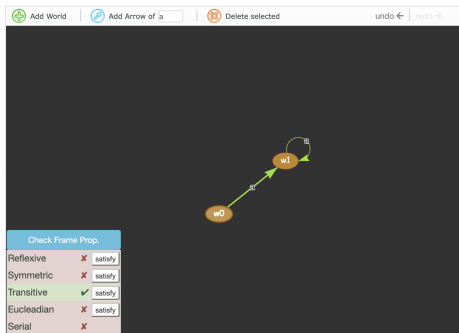 Add World Add Arrow of a Delete selected undo ← redo →
w1
w0
Check Frame Prop.
Reflexive ✘ satisfy
Symmetric ✘ satisfy
Transitive ✔ satisfy
Eucleadian ✘ satisfy
Serial ✘